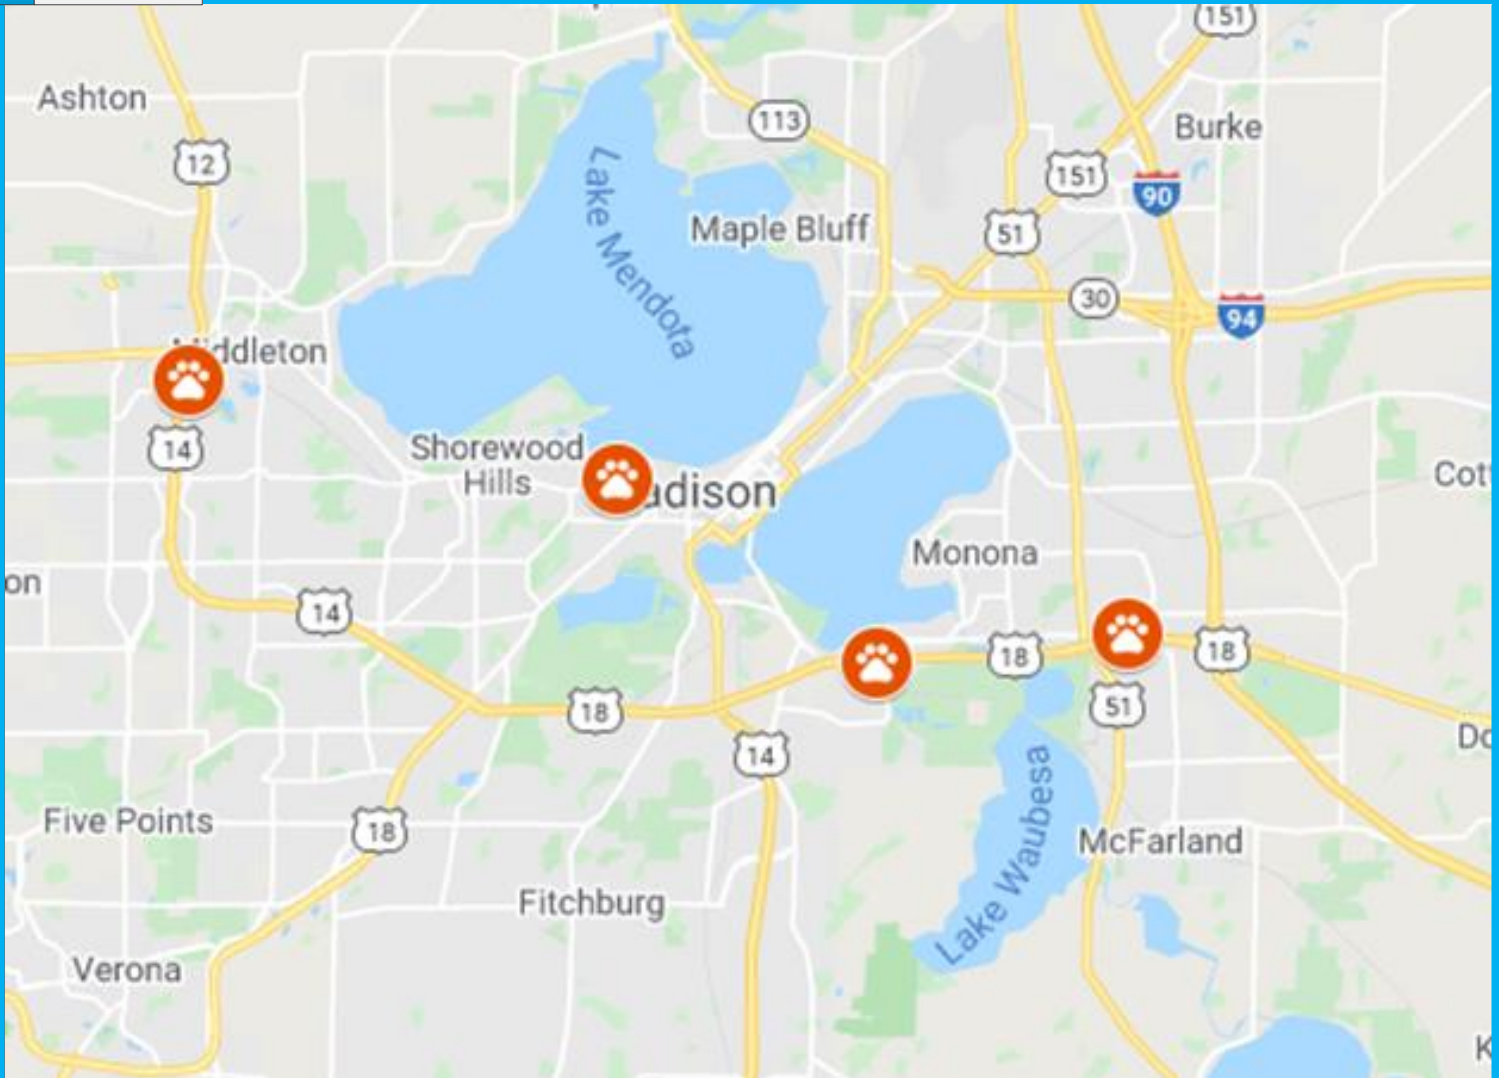 151
Ashton
113
Burke
12
151
90
Maple Bluff
51
Lake Mendota
30
94
Middleton
14
Shorewood
Hills
adison
Monona
on
14
18
18
18
51
14
Lake Waubesa
Five Points
18
McFarland
Fitchburg
Verona